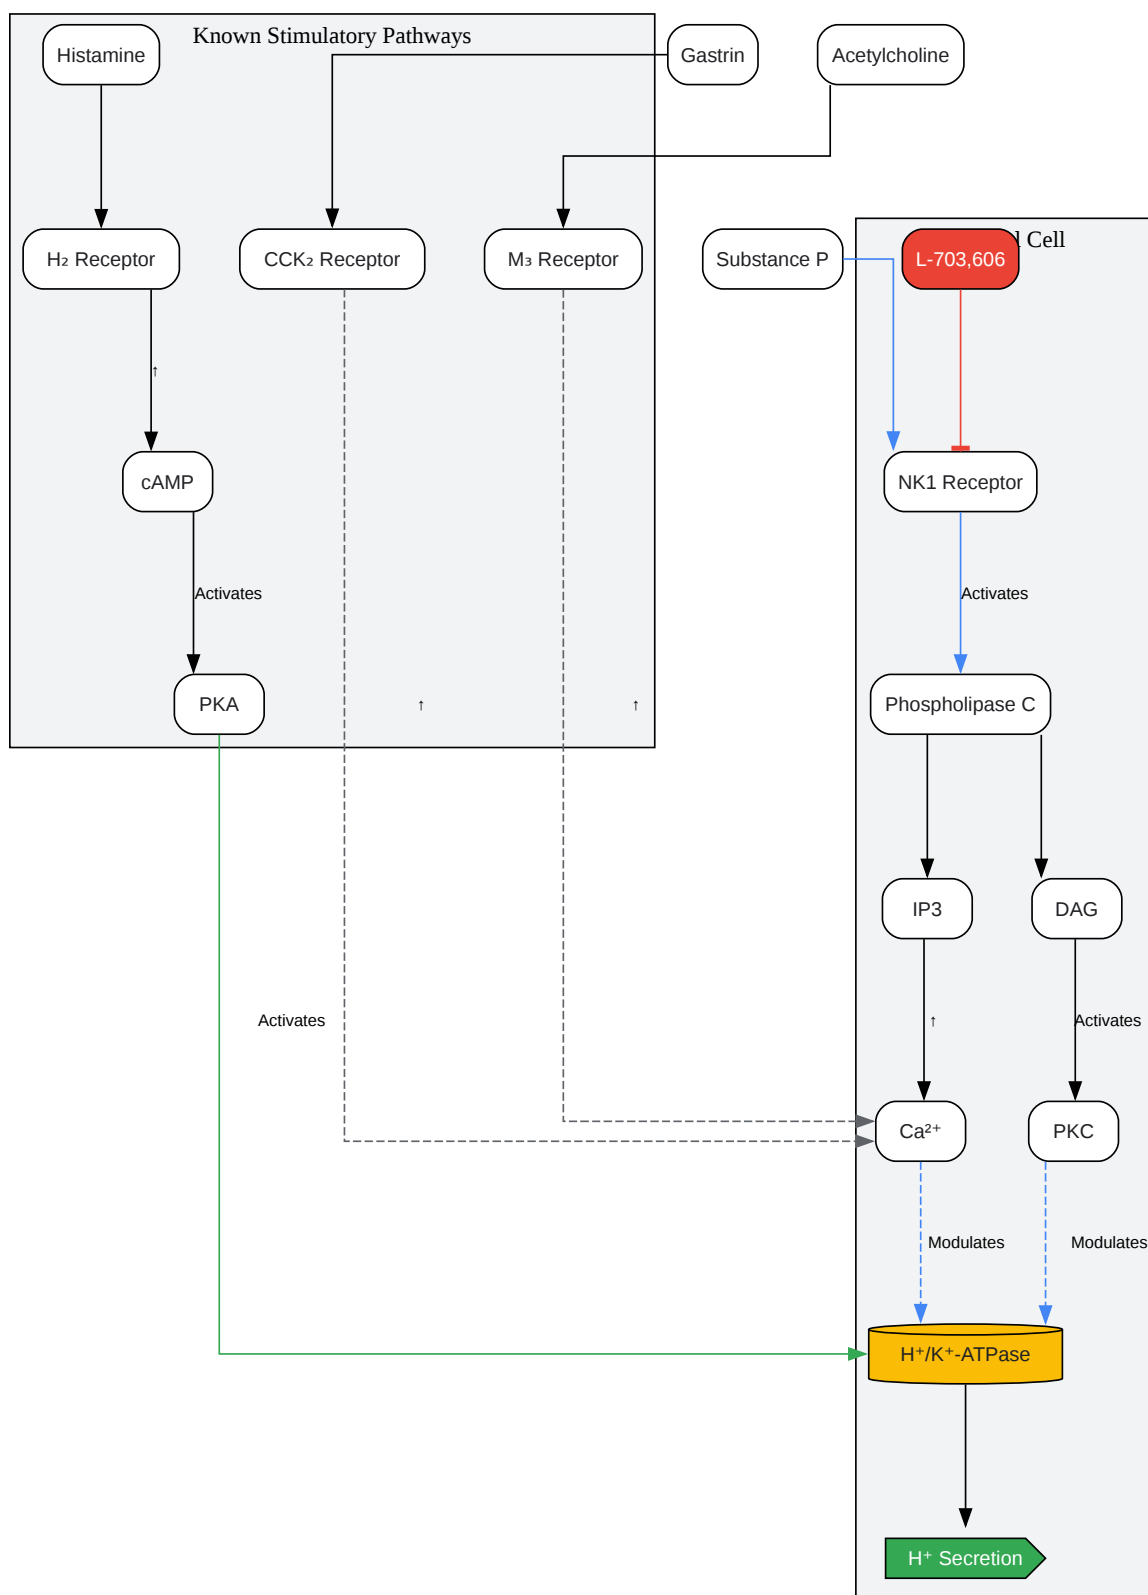 Known Stimulatory Pathways
Histamine
Gastrin
Acetylcholine
H₂ Receptor
CCK₂ Receptor
M₃ Receptor
Substance P
L-703,606
Cell
↑
cAMP
NK1 Receptor
Activates
Activates
PKA
↑
↑
Phospholipase C
IP3
DAG
Activates
↑
Activates
Ca²⁺
PKC
Modulates
Modulates
H⁺/K⁺-ATPase
H⁺ Secretion